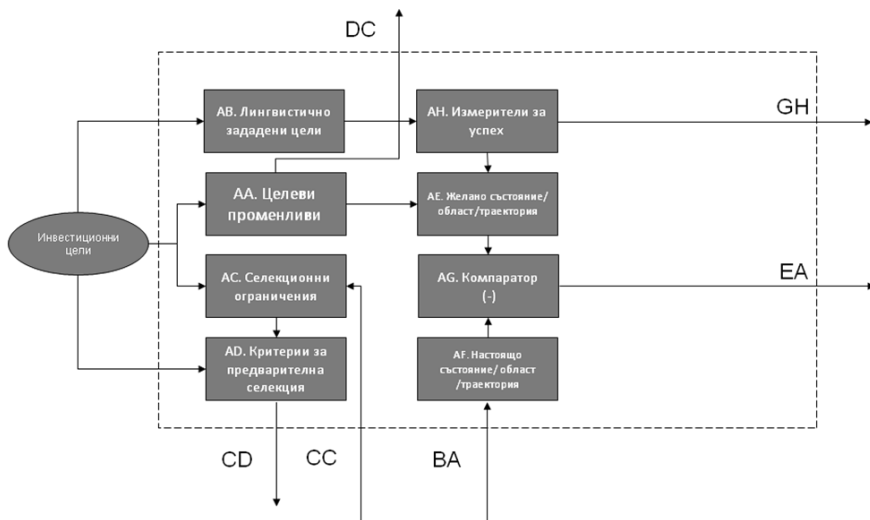 DC
AB. Лингвистично
зададени цели
AH. Измерители за
успех
GH
AA. Целеви
променливи
AE. Желано състояние/
област/траектория
Инвестиционни
цели
AC. Селекционни
ограничения
AG. Компаратор
(-)
EA
AD. Критерии за
предварителна
селекция
AF. Настоящо
състояние/ област
/траектория
CD
CC
BA